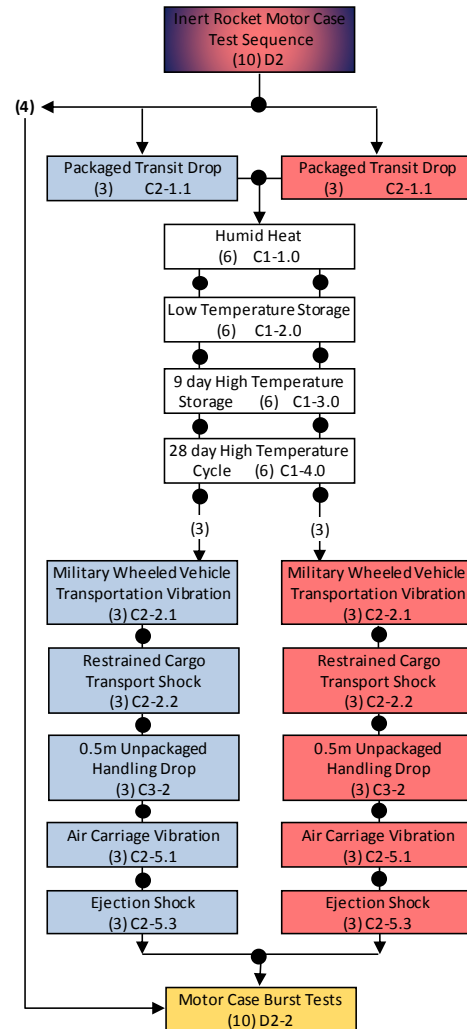 Inert Rocket Motor Case
Test Sequence
(10) D2
(4)
Packaged Transit Drop
(3) C2-1.1
Packaged Transit Drop
(3) C2-1.1
Humid Heat
(6) C1-1.0
Low Temperature Storage
(6) C1-2.0
9 day High Temperature
Storage (6) C1-3.0
28 day High Temperature
Cycle (6) C1-4.0
(3)
(3)
Military Wheeled Vehicle
Transportation Vibration
(3) C2-2.1
Military Wheeled Vehicle
Transportation Vibration
(3) C2-2.1
Restrained Cargo
Transport Shock
(3) C2-2.2
Restrained Cargo
Transport Shock
(3) C2-2.2
0.5m Unpackaged
Handling Drop
(3) C3-2
0.5m Unpackaged
Handling Drop
(3) C3-2
Air Carriage Vibration
(3) C2-5.1
Air Carriage Vibration
(3) C2-5.1
Ejection Shock
(3) C2-5.3
Ejection Shock
(3) C2-5.3
Motor Case Burst Tests
(10) D2-2